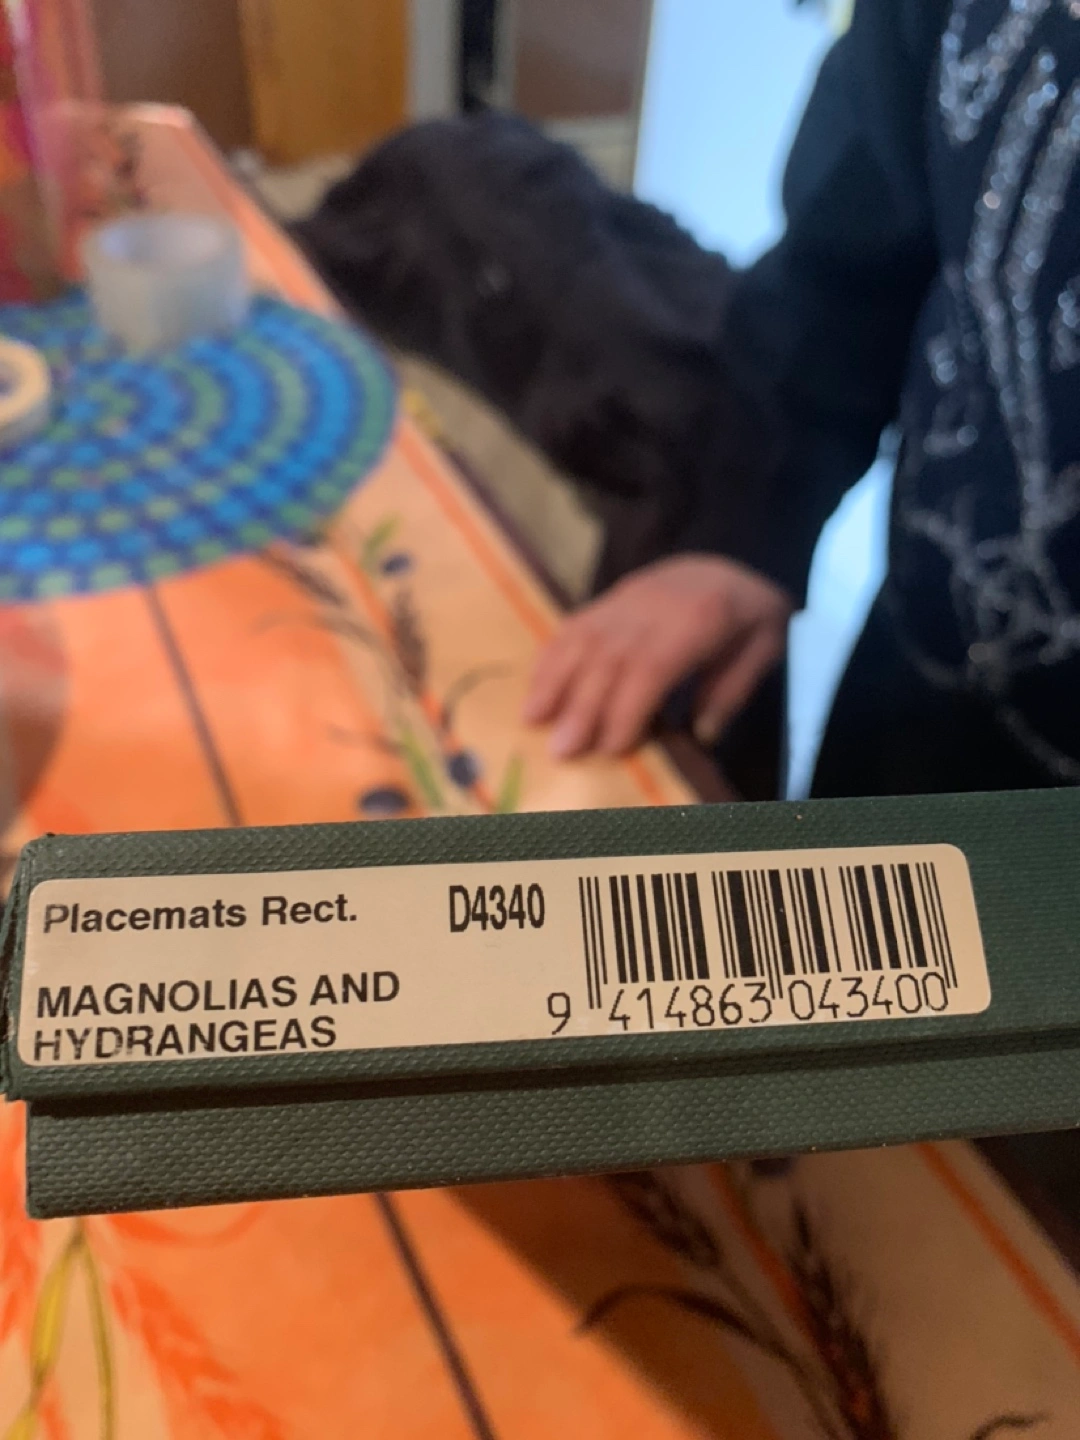 Placemats Rect.
D4340
MAGNOLIAS AND
HYDRANGEAS
9 414863 043400